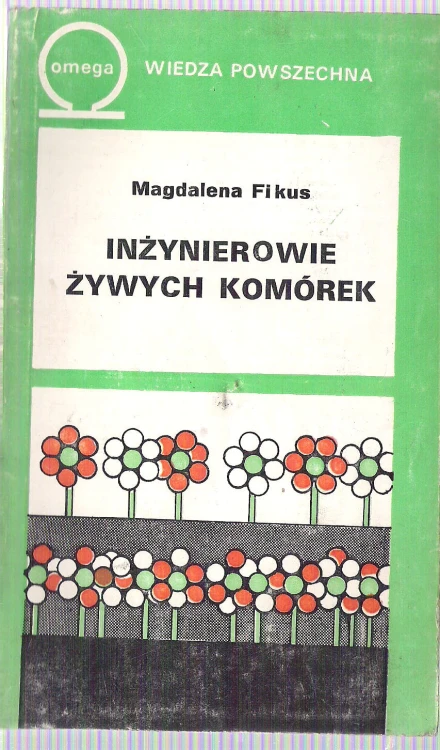 omega
WIEDZA POWSZECHNA
Magdalena Fikus
INŻYNIEROWIE
ŻYWYCH KOMÓREK